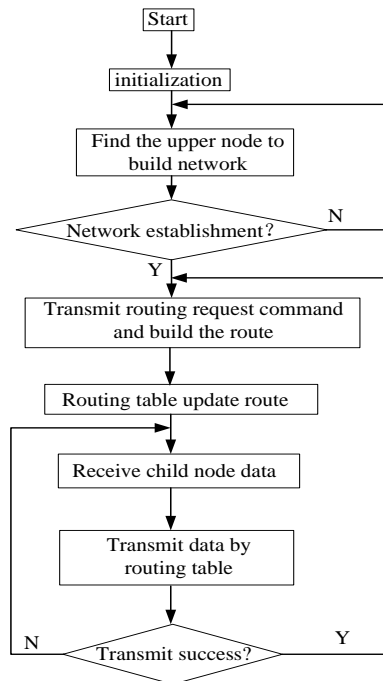 Start
initialization
Find the upper node to
build network
Network establishment?
N
Y
Transmit routing request command
and build the route
Routing table update route
Receive child node data
Transmit data by
routing table
N
Transmit success?
Y